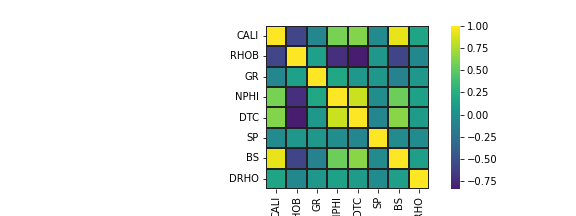 CALI
RHOB
GR
NPHI
DTC
SP
BS
DRHO
1.00
0.75
0.50
0.25
0.00
−0.25
−0.50
−0.75
GR
SP
BS